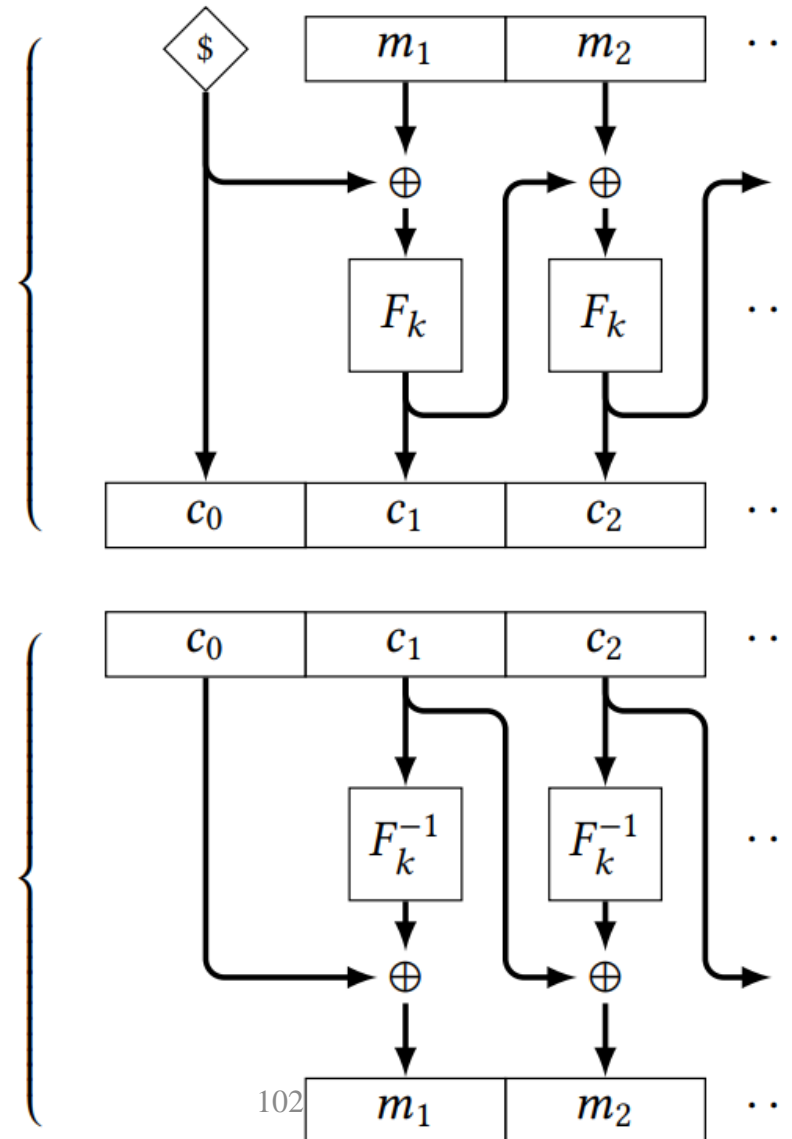 $ m₁ m₂ ··
⊕ ⊕
Fₖ Fₖ ··
c₀ c₁ c₂ ··
c₀ c₁ c₂ ··
Fₖ⁻¹ Fₖ⁻¹ ··
⊕ ⊕
102 m₁ m₂ ··